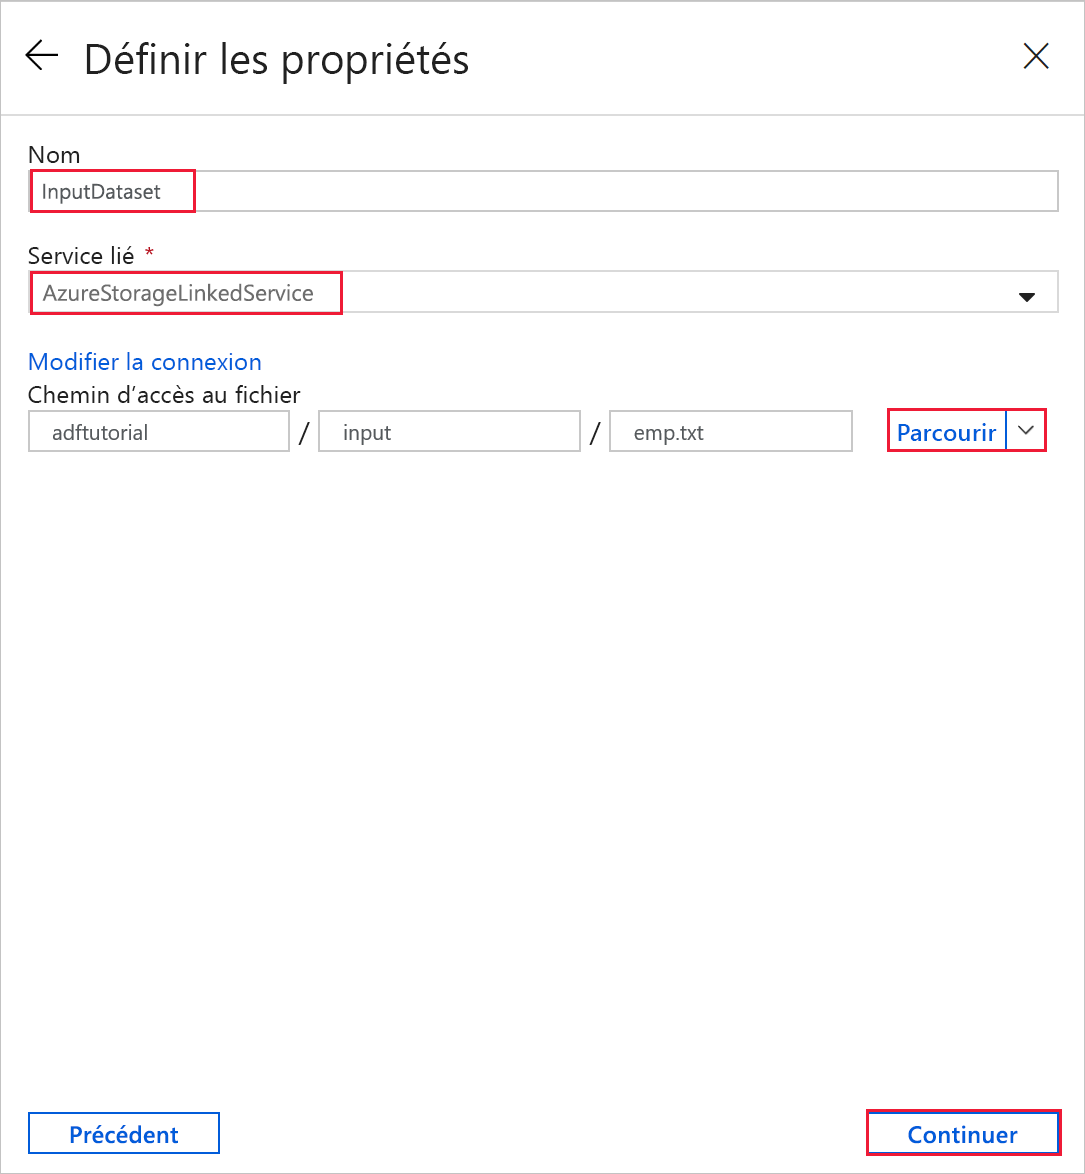 Définir les propriétés
Nom
InputDataset
Service lié *
AzureStorageLinkedService
Modifier la connexion
Chemin d’accès au fichier
adftutorial / input / emp.txt Parcourir
Précédent Continuer